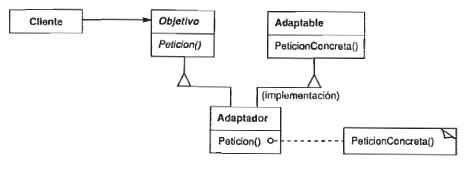 Cliente
Objetivo
Peticion()
Adaptable
PeticionConcreta()
(implementación)
Adaptador
Peticion()
PeticionConcreta()